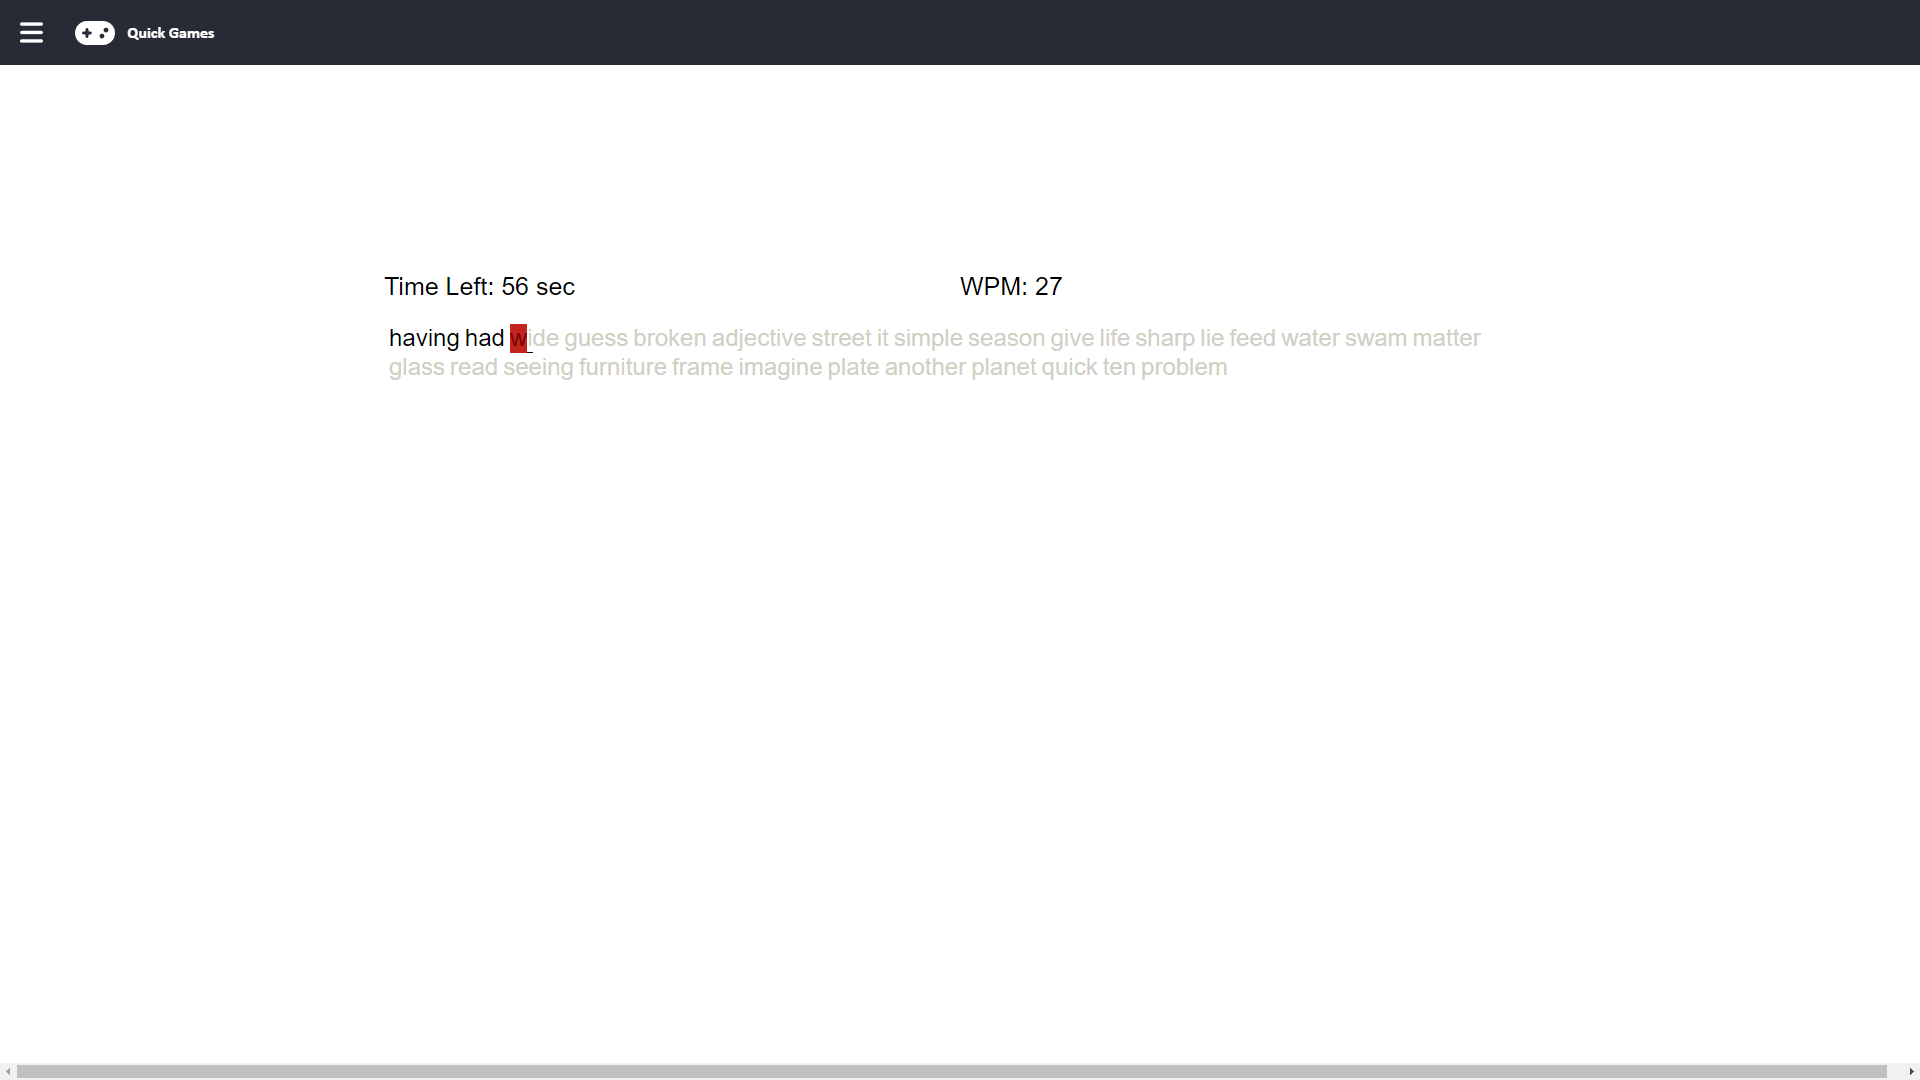 Quick Games
Time Left: 56 sec
WPM: 27
having had wide guess broken adjective street it simple season give life sharp lie feed water swam matter
glass read seeing furniture frame imagine plate another planet quick ten problem